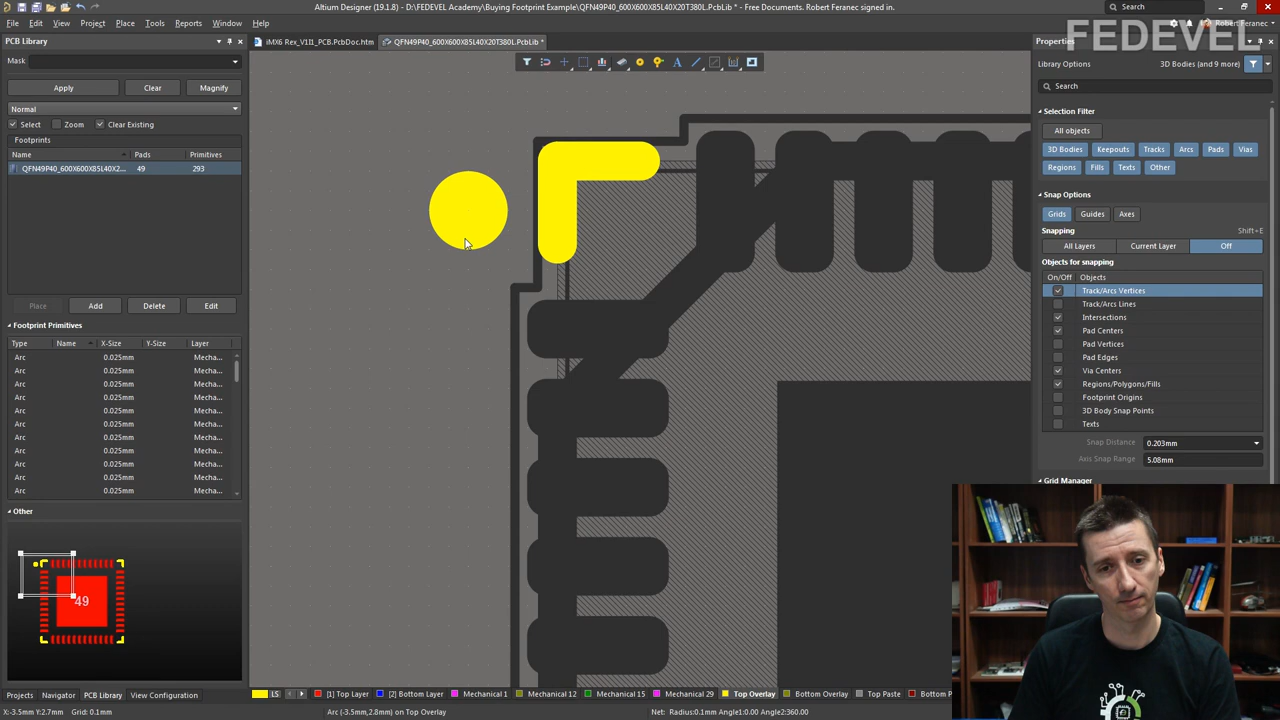 Altium Designer (19.1.8) - D:\FEDEVEL Academy\Buying Footprint Example\QFN49P40_600X600X85L40X20T380L.PcbLib * - Free Documents. Robert Feranec signed in.
Search
File Edit View Project Place Tools Reports Window Help
Robert Feranec
FEDEVEL
PCB Library
iMX6 Rex_V1I1_PCB.PcbDoc.htm
QFN49P40_600X600X85L40X20T380L.PcbLib *
Properties
Mask
Library Options
3D Bodies (and 9 more)
Search
Apply Clear Magnify
Normal
Selection Filter
Select Zoom Clear Existing
All objects
Footprints
3D Bodies Keepouts Tracks Arcs Pads Vias
Name Pads Primitives
Regions Fills Texts Other
QFN49P40_600X600X85L40X2... 49 293
Snap Options
Grids Guides Axes
Snapping Shift+E
All Layers Current Layer Off
Objects for snapping
On/Off Objects
Track/Arcs Vertices
Track/Arcs Lines
Intersections
Pad Centers
Pad Vertices
Pad Edges
Via Centers
Regions/Polygons/Fills
Footprint Origins
3D Body Snap Points
Texts
Snap Distance 0.203mm
Axis Snap Range 5.08mm
Grid Manager
Place Add Delete Edit
Footprint Primitives
Type Name X-Size Y-Size Layer
Arc 0.025mm Mecha...
Arc 0.025mm Mecha...
Arc 0.025mm Mecha...
Arc 0.025mm Mecha...
Arc 0.025mm Mecha...
Arc 0.025mm Mecha...
Arc 0.025mm Mecha...
Arc 0.025mm Mecha...
Arc 0.025mm Mecha...
Arc 0.025mm Mecha...
Arc 0.025mm Mecha...
Other
49
Projects Navigator PCB Library View Configuration
LS [1] Top Layer [2] Bottom Layer Mechanical 1 Mechanical 12 Mechanical 15 Mechanical 29 Top Overlay Bottom Overlay Top Paste Bottom P
X:-3.5mm Y:2.7mm Grid: 0.1mm
Arc (-3.5mm,2.8mm) on Top Overlay
Net: Radius:0.1mm Angle1:0.00 Angle2:360.00